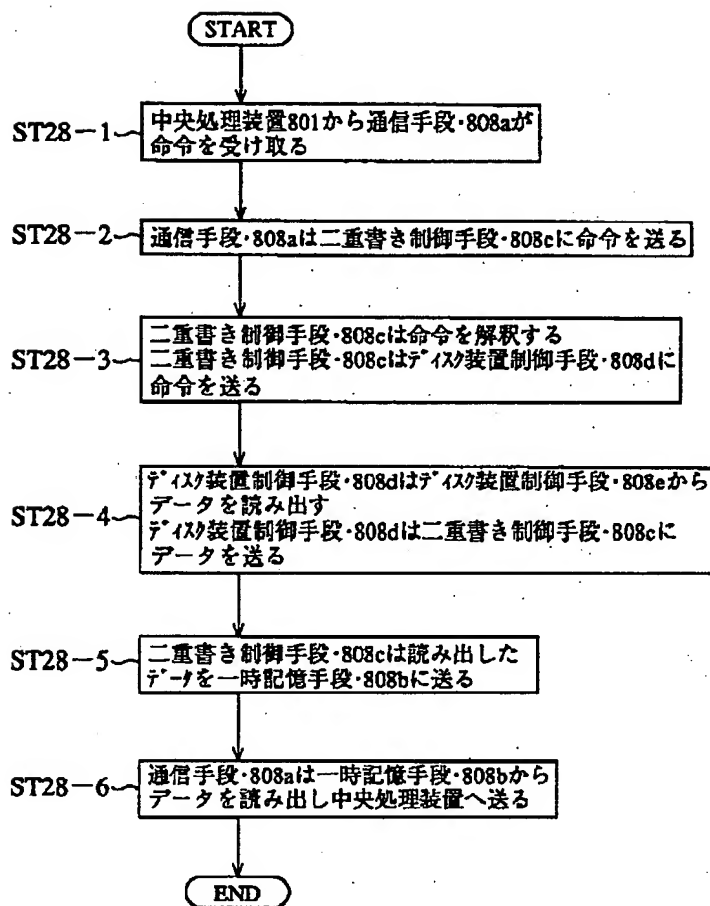 START
ST28-1
中央処理装置801から通信手段・808aが
命令を受け取る
ST28-2
通信手段・808aは二重書き制御手段・808cに命令を送る
ST28-3
二重書き制御手段・808cは命令を解釈する
二重書き制御手段・808cはディスク装置制御手段・808dに
命令を送る
ST28-4
ディスク装置制御手段・808dはディスク装置制御手段・808eから
データを読み出す
ディスク装置制御手段・808dは二重書き制御手段・808cに
データを送る
ST28-5
二重書き制御手段・808cは読み出した
データを一時記憶手段・808bに送る
ST28-6
通信手段・808aは一時記憶手段・808bから
データを読み出し中央処理装置へ送る
END